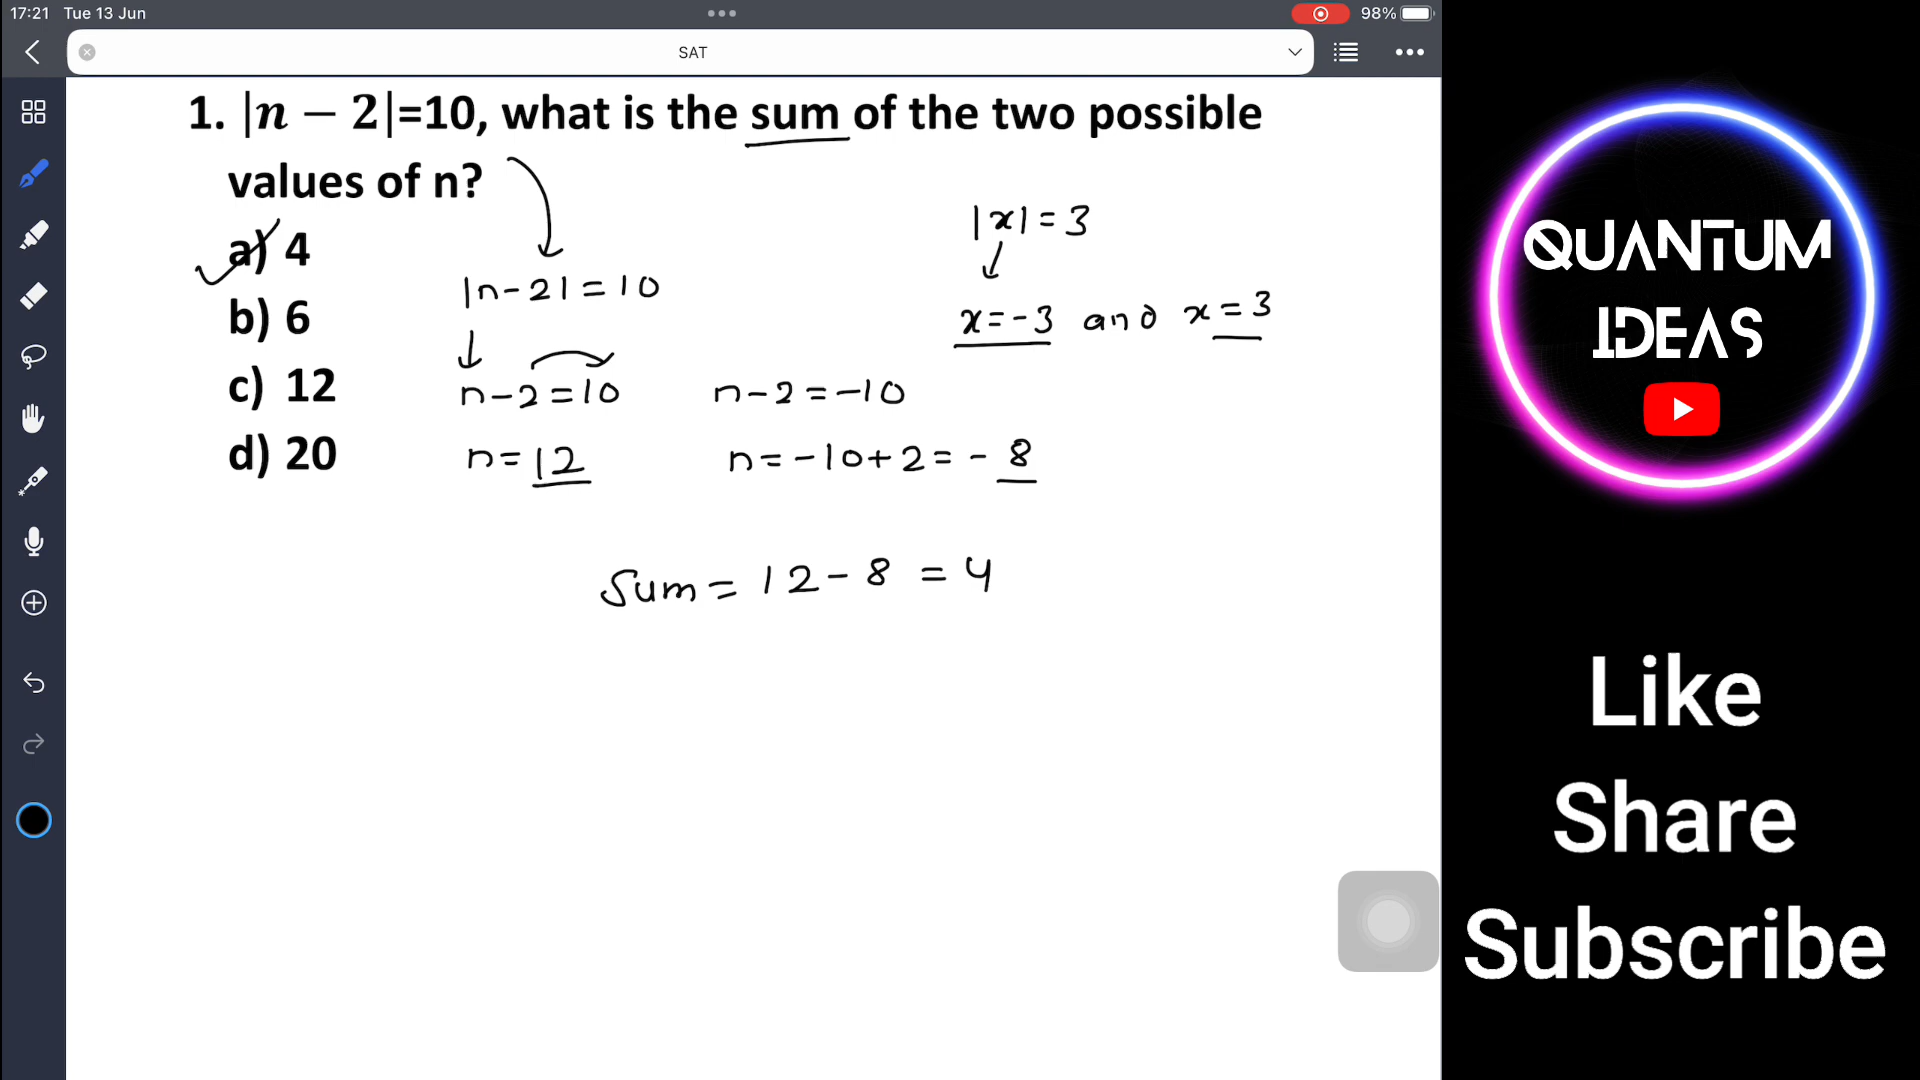 17:21 Tue 13 Jun
98%
SAT
1. |n − 2|=10, what is the sum of the two possible
values of n?
a) 4
b) 6
c) 12
d) 20
|x| = 3
|n-2| = 10
x = -3 and x = 3
n-2 = 10 n-2 = -10
n = 12 n = -10+2 = -8
Sum = 12 - 8 = 4
QUANTUM
IDEAS
Like
Share
Subscribe